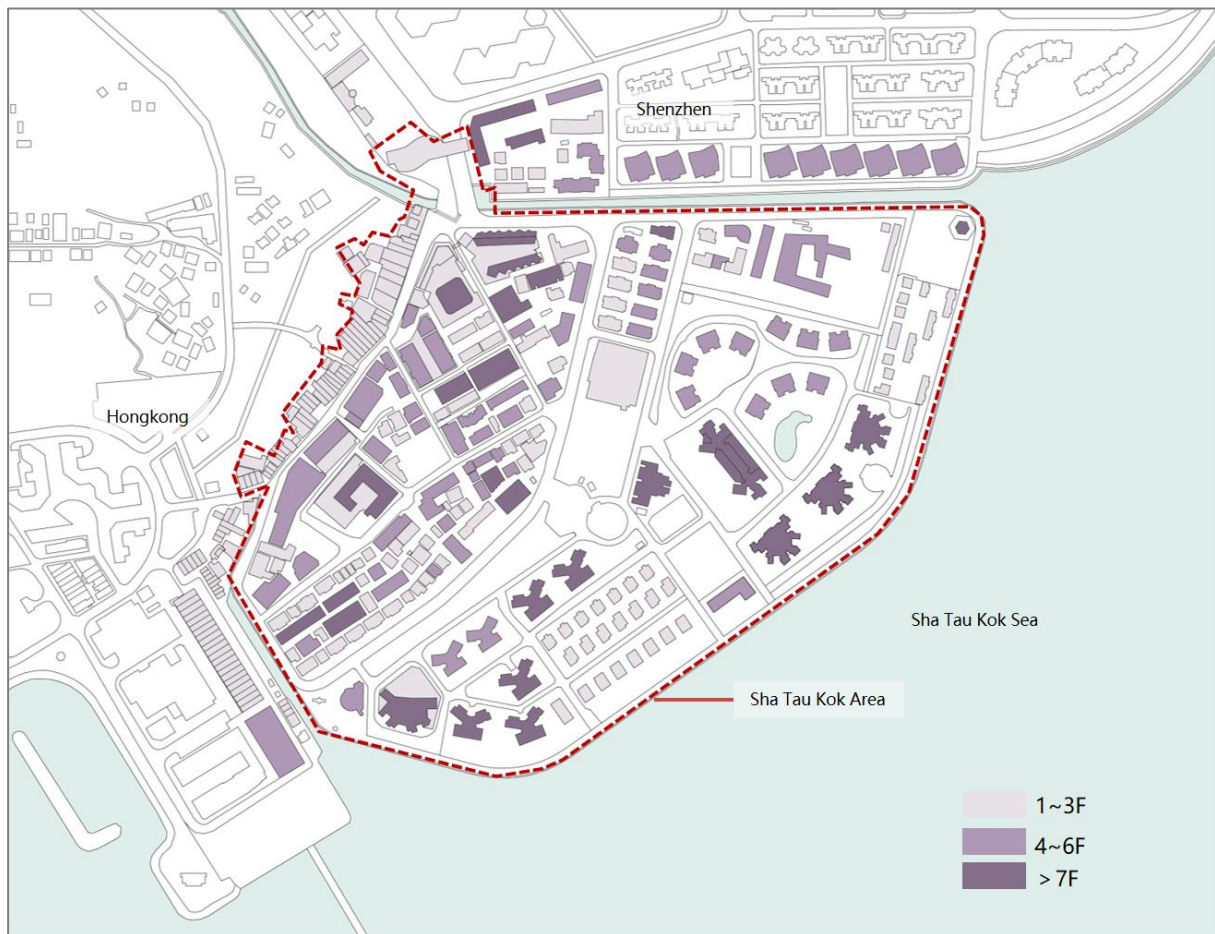 Shenzhen
Hongkong
Sha Tau Kok Sea
Sha Tau Kok Area
1~3F
4~6F
>7F